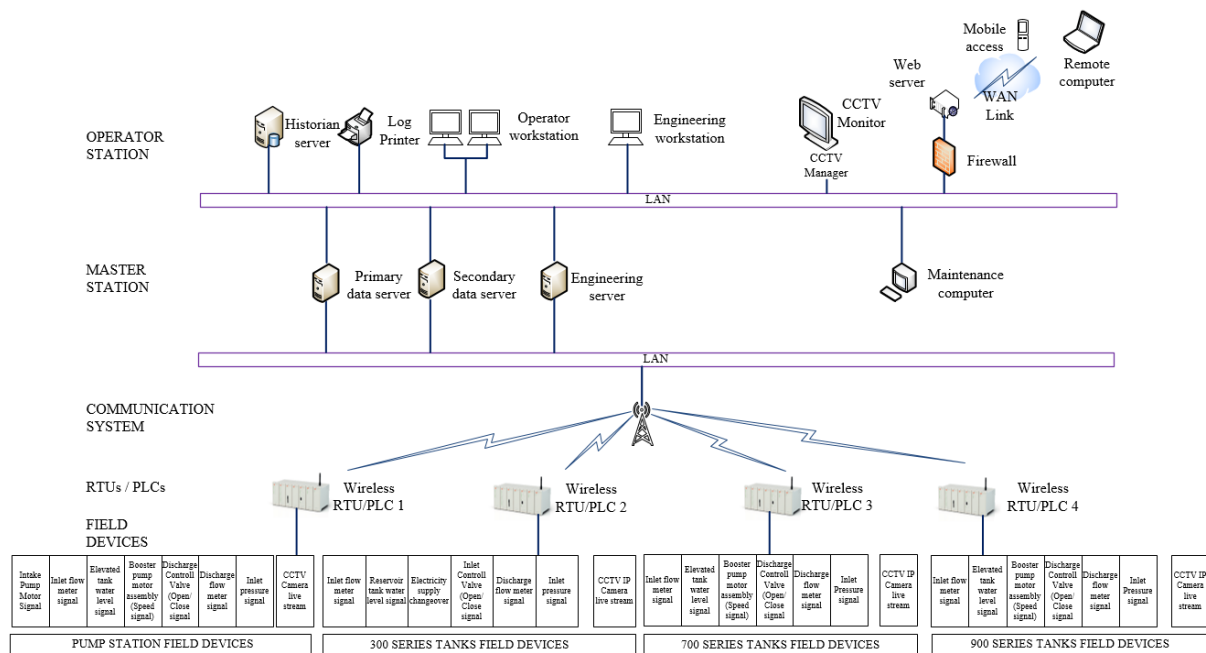 Mobile
access
Remote
computer
Web
server
WAN
Link
CCTV
Monitor
CCTV
Manager
Firewall
OPERATOR
STATION
Historian
server
Log
Printer
Operator
workstation
Engineering
workstation
LAN
MASTER
STATION
Primary
data server
Secondary
data server
Engineering
server
Maintenance
computer
LAN
COMMUNICATION
SYSTEM
RTUs / PLCs
Wireless
RTU/PLC 1
Wireless
RTU/PLC 2
Wireless
RTU/PLC 3
Wireless
RTU/PLC 4
FIELD
DEVICES
Intake
Pump
Motor
Signal
Inlet flow
meter
signal
Elevated
tank
water
level
signal
Booster
pump
motor
assembly
(Speed
signal)
Discharge
Controll
Valve
(Open/
Close
signal
Discharge
flow
meter
signal
Inlet
pressure
signal
CCTV
Camera
live
stream
Inlet flow
meter
signal
Reservoir
tank water
level signal
Electricity
supply
changeover
Inlet
Controll
Valve
(Open/
Close
signal
Discharge
flow meter
signal
Inlet
pressure
signal
CCTV IP
Camera
live stream
Inlet flow
meter
signal
Elevated
tank water
level
signal
Booster
pump
motor
assembly
(Speed
signal)
Discharge
Controll
Valve
(Open/
Close
signal
Discharge
flow
meter
signal
Inlet
Pressure
signal
CCTV IP
Camera
live
stream
Inlet flow
meter
signal
Elevated
tank
water
level
signal
Booster
pump
motor
assembly
(Speed
signal)
Discharge
Controll
Valve
(Open/
Close
signal
Discharge
flow
meter
signal
Inlet
Pressure
signal
CCTV IP
Camera
live
stream
PUMP STATION FIELD DEVICES
300 SERIES TANKS FIELD DEVICES
700 SERIES TANKS FIELD DEVICES
900 SERIES TANKS FIELD DEVICES